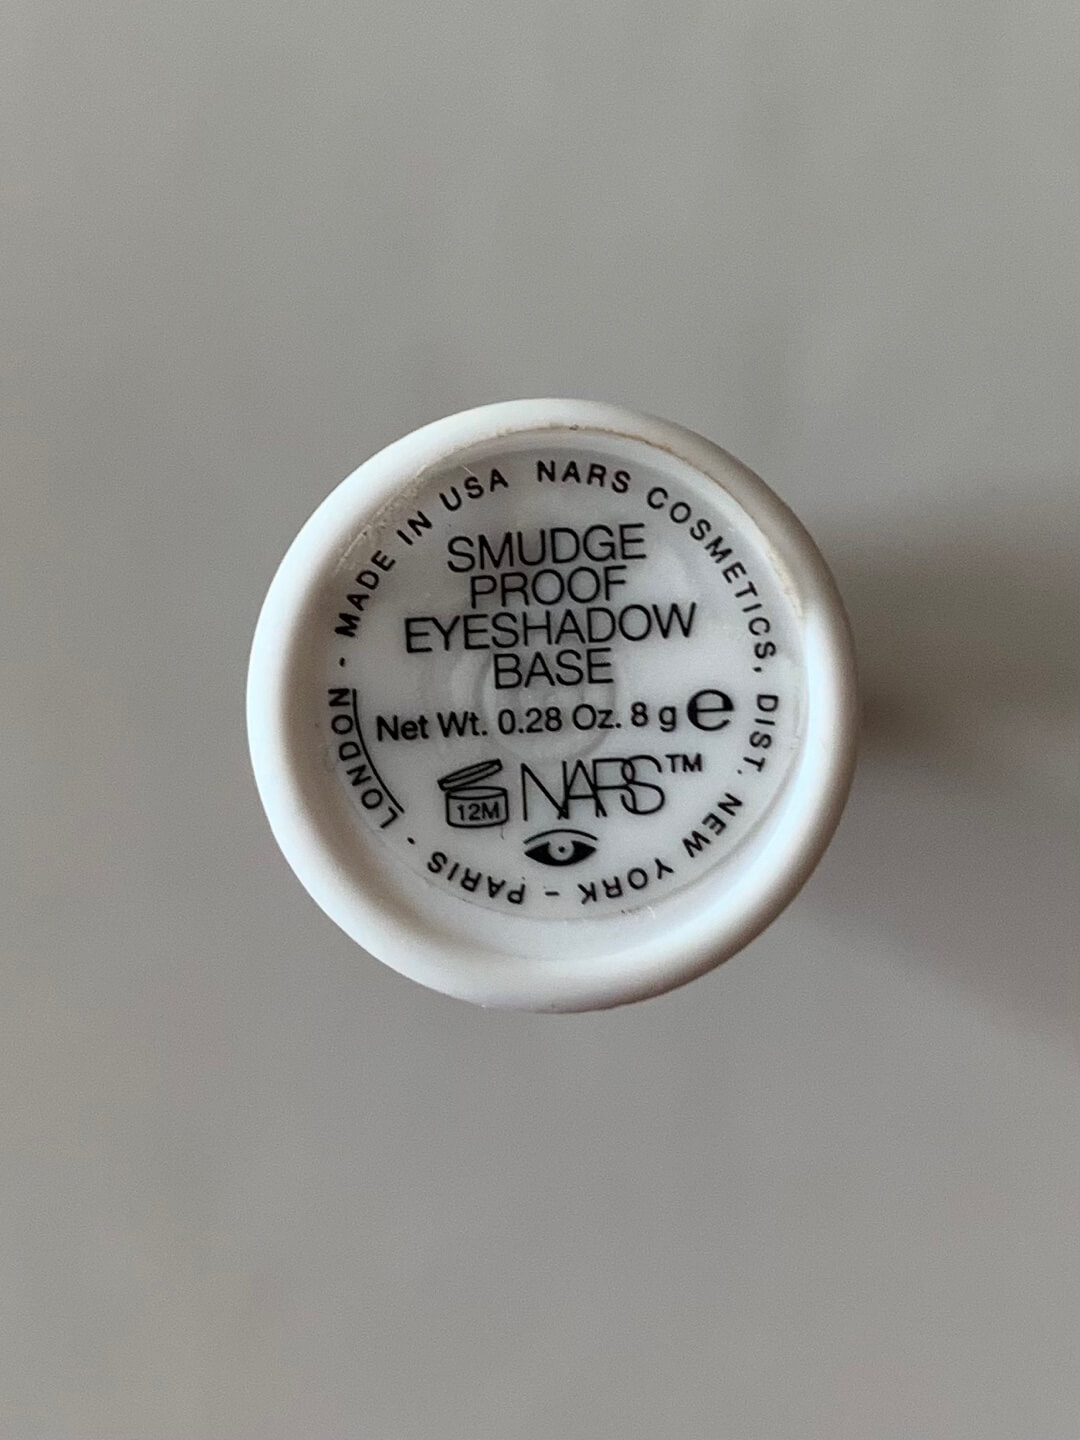 NARS COSMETICS, DIST. NEW YORK - PARIS - LONDON - MADE IN USA
SMUDGE
PROOF
EYESHADOW
BASE
Net Wt. 0.28 Oz. 8 g e
12M NARS™